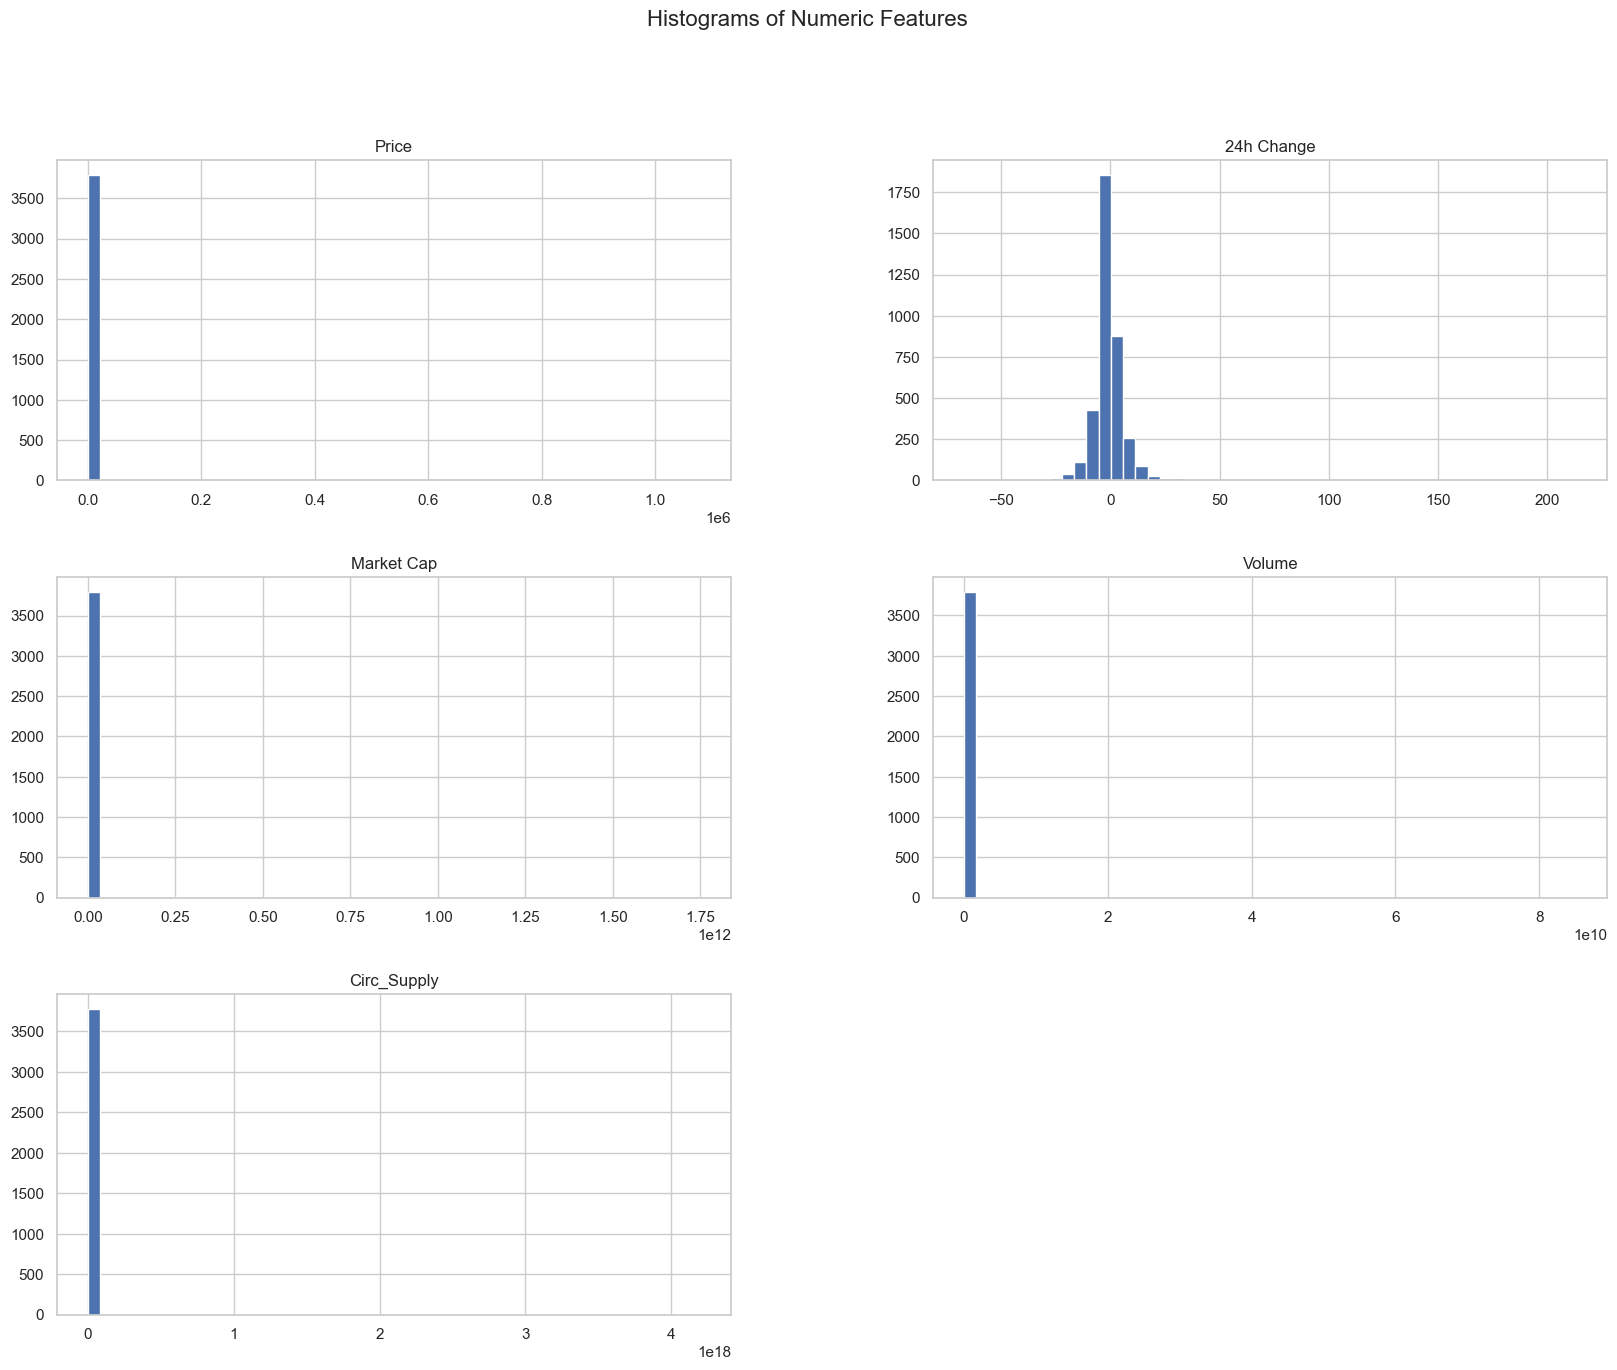 Histograms of Numeric Features
Price
3500
3000
2500
2000
1500
1000
500
0
0.0 0.2 0.4 0.6 0.8 1.0
1e6
24h Change
1750
1500
1250
1000
750
500
250
0
−50 0 50 100 150 200
Market Cap
3500
3000
2500
2000
1500
1000
500
0
0.00 0.25 0.50 0.75 1.00 1.25 1.50 1.75
1e12
Volume
3500
3000
2500
2000
1500
1000
500
0
0 2 4 6 8
1e10
Circ_Supply
3500
3000
2500
2000
1500
1000
500
0
0 1 2 3 4
1e18